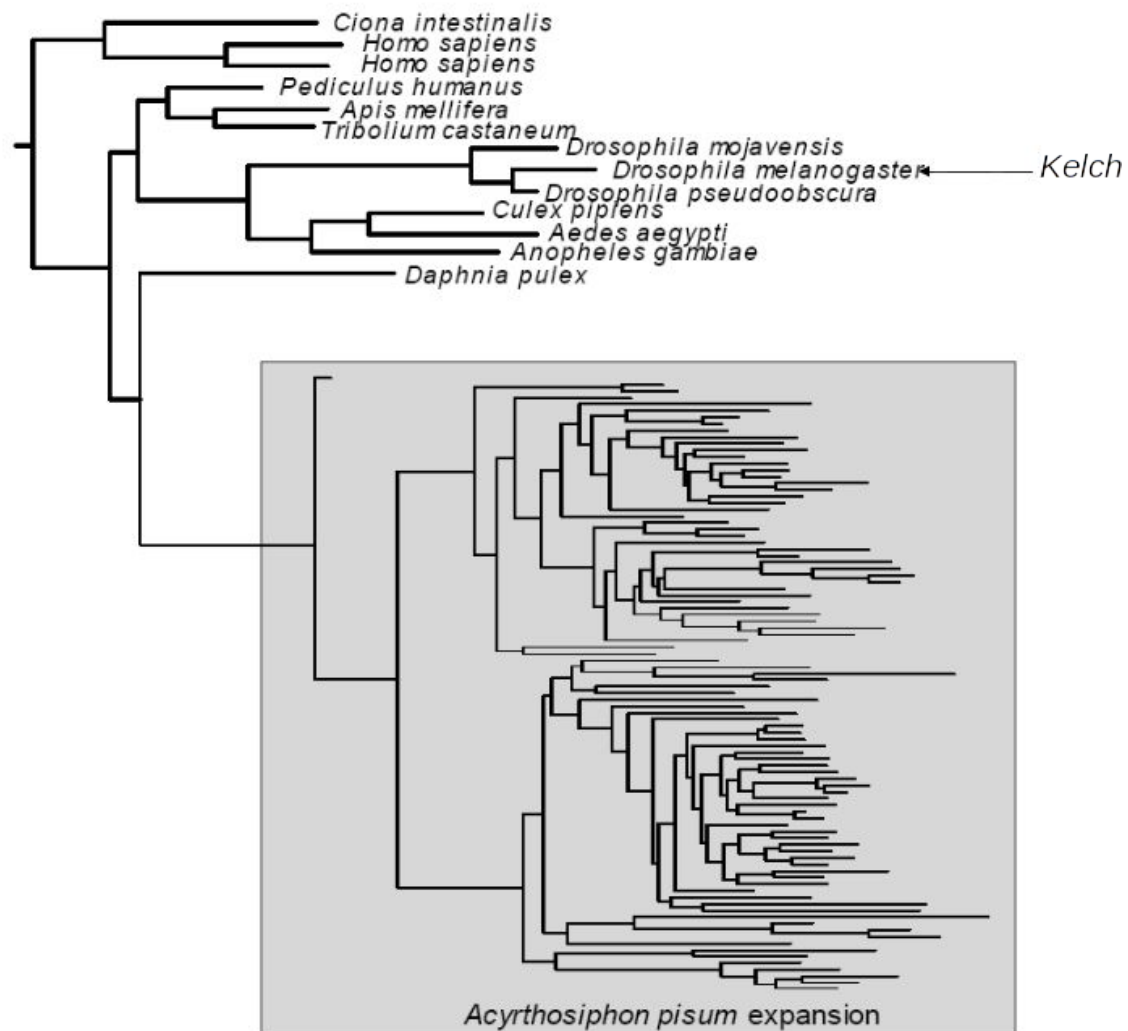 Ciona intestinalis
Homo sapiens
Homo sapiens
Pediculus humanus
Apis mellifera
Tribolium castaneum
Drosophila mojavensis
Drosophila melanogaster
Kelch
Drosophila pseudoobscura
Culex pipiens
Aedes aegypti
Anopheles gambiae
Daphnia pulex
Acyrthosiphon pisum expansion